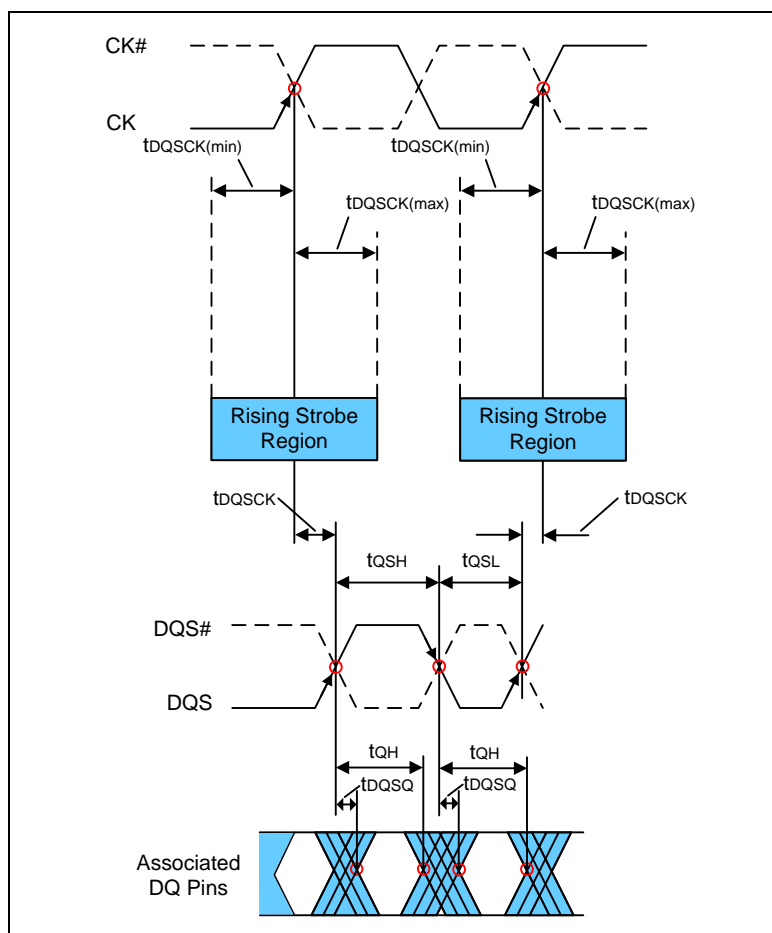 CK#
CK
tDQSCK(min)
tDQSCK(min)
tDQSCK(max)
tDQSCK(max)
Rising Strobe
Region
Rising Strobe
Region
tDQSCK
tDQSCK
tQSH
tQSL
DQS#
DQS
tQH
tQH
tDQSQ
tDQSQ
Associated
DQ Pins